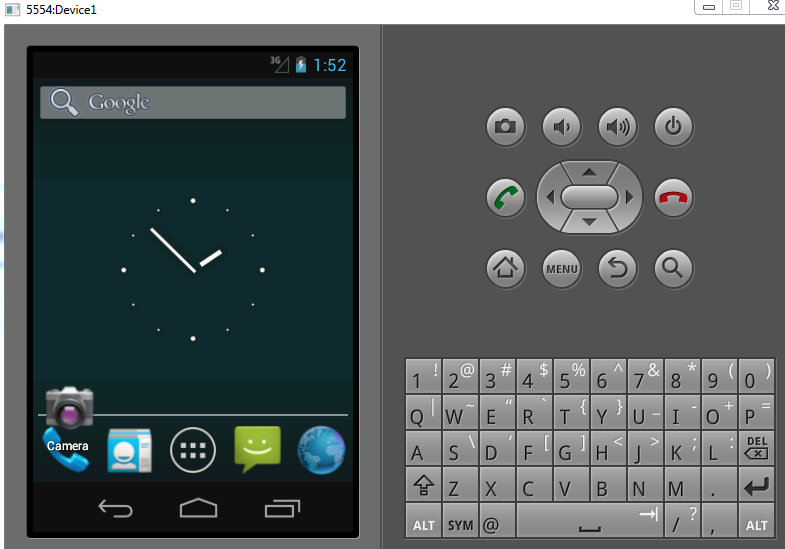 5554:Device1
3G 1:52
Google
Camera
MENU
1 ! 2 @ 3 # 4 $ 5 % 6 ^ 7 & 8 * 9 ( 0 )
Q | W ~ E “ R ` T { Y } U _ I - O + P =
A S \ D ‘ F [ G ] H < J > K ; L : DEL
Z X C V B N M .
ALT SYM @ / ? , ALT